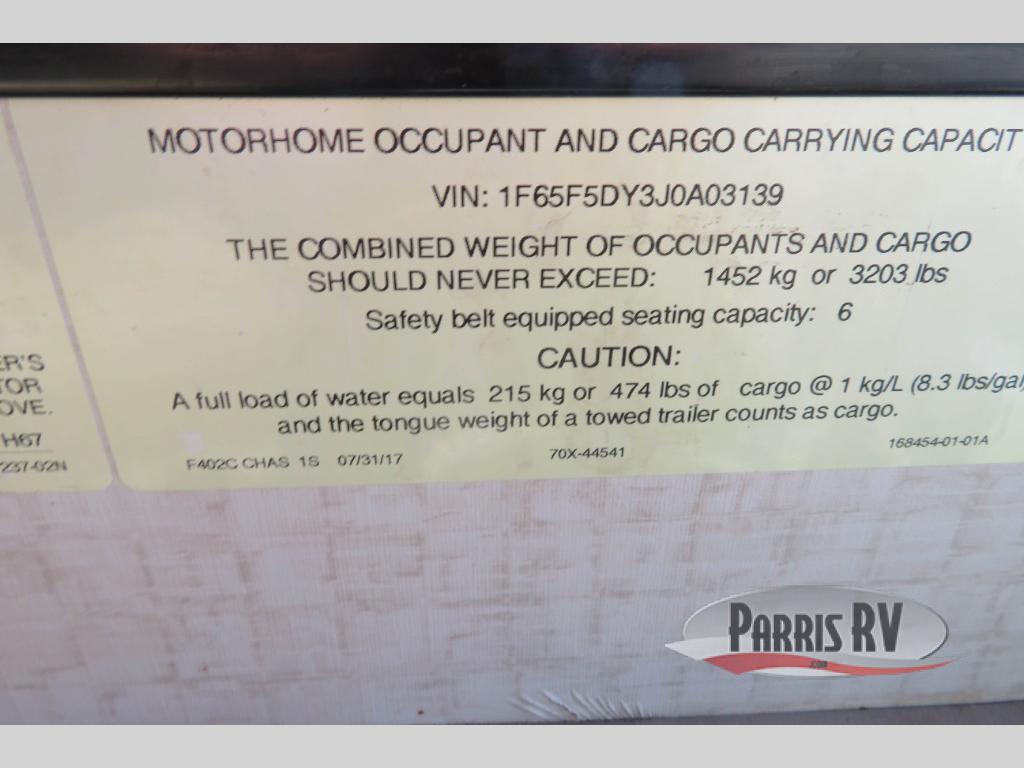 MOTORHOME OCCUPANT AND CARGO CARRYING CAPACIT
VIN: 1F65F5DY3J0A03139
THE COMBINED WEIGHT OF OCCUPANTS AND CARGO
SHOULD NEVER EXCEED: 1452 kg or 3203 lbs
Safety belt equipped seating capacity: 6
CAUTION:
A full load of water equals 215 kg or 474 lbs of cargo @ 1 kg/L (8.3 lbs/gal)
and the tongue weight of a towed trailer counts as cargo.
F402C CHAS 1S 07/31/17 70X-44541 168454-01-01A
ER'S
TOR
OVE.
H67
237-02N
PARRIS RV
.com